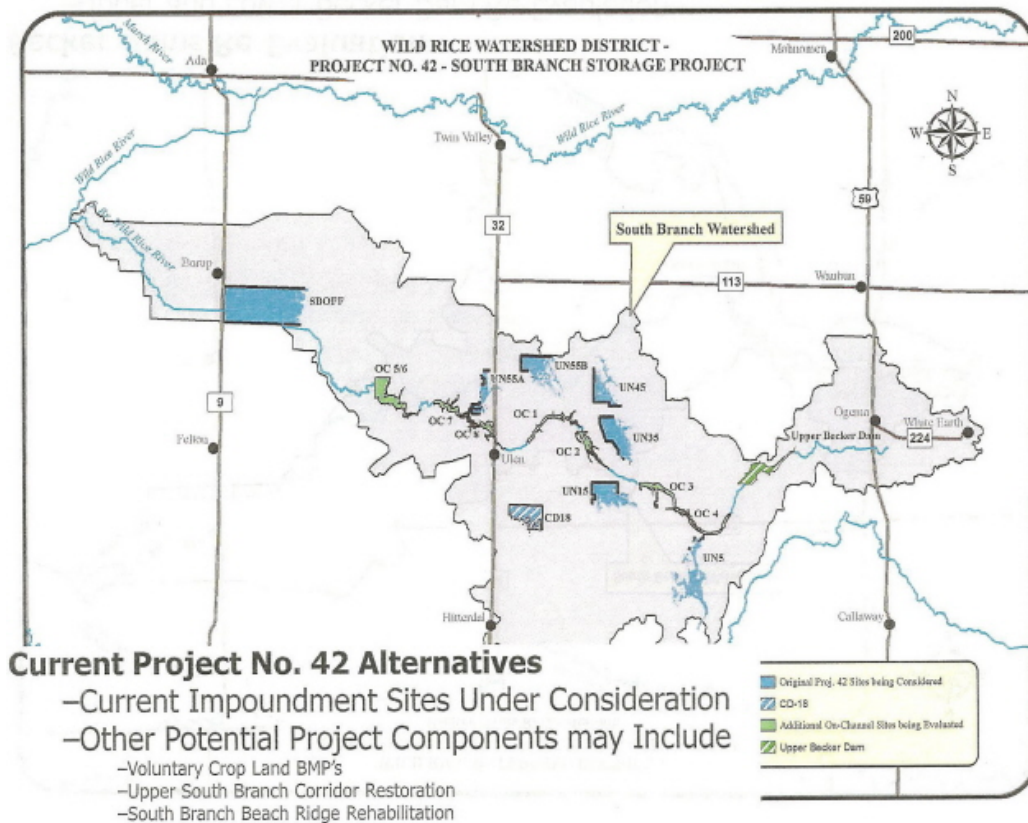 WILD RICE WATERSHED DISTRICT -
PROJECT NO. 42 - SOUTH BRANCH STORAGE PROJECT
Marsh River
Ada
Mahnomen
200
Wild Rice River
Twin Valley
N
W E
S
Wild Rice River
32
59
South Branch Watershed
Wild Rice River
Borup
113
Waubun
SBOFF
OC 5/6
UN55A
UN55B
UN45
9
OC 7
OC 1
Ogema
White Earth
Felton
OC 8
UN35
Upper Becker Dam
224
Ulen
OC 2
UN15
OC 3
CD18
OC 4
UN5
Hitterdal
Callaway
Current Project No. 42 Alternatives
–Current Impoundment Sites Under Consideration
–Other Potential Project Components may Include
–Voluntary Crop Land BMP's
–Upper South Branch Corridor Restoration
–South Branch Beach Ridge Rehabilitation
Original Proj. 42 Sites being Considered
CD-18
Additional On-Channel Sites being Evaluated
Upper Becker Dam